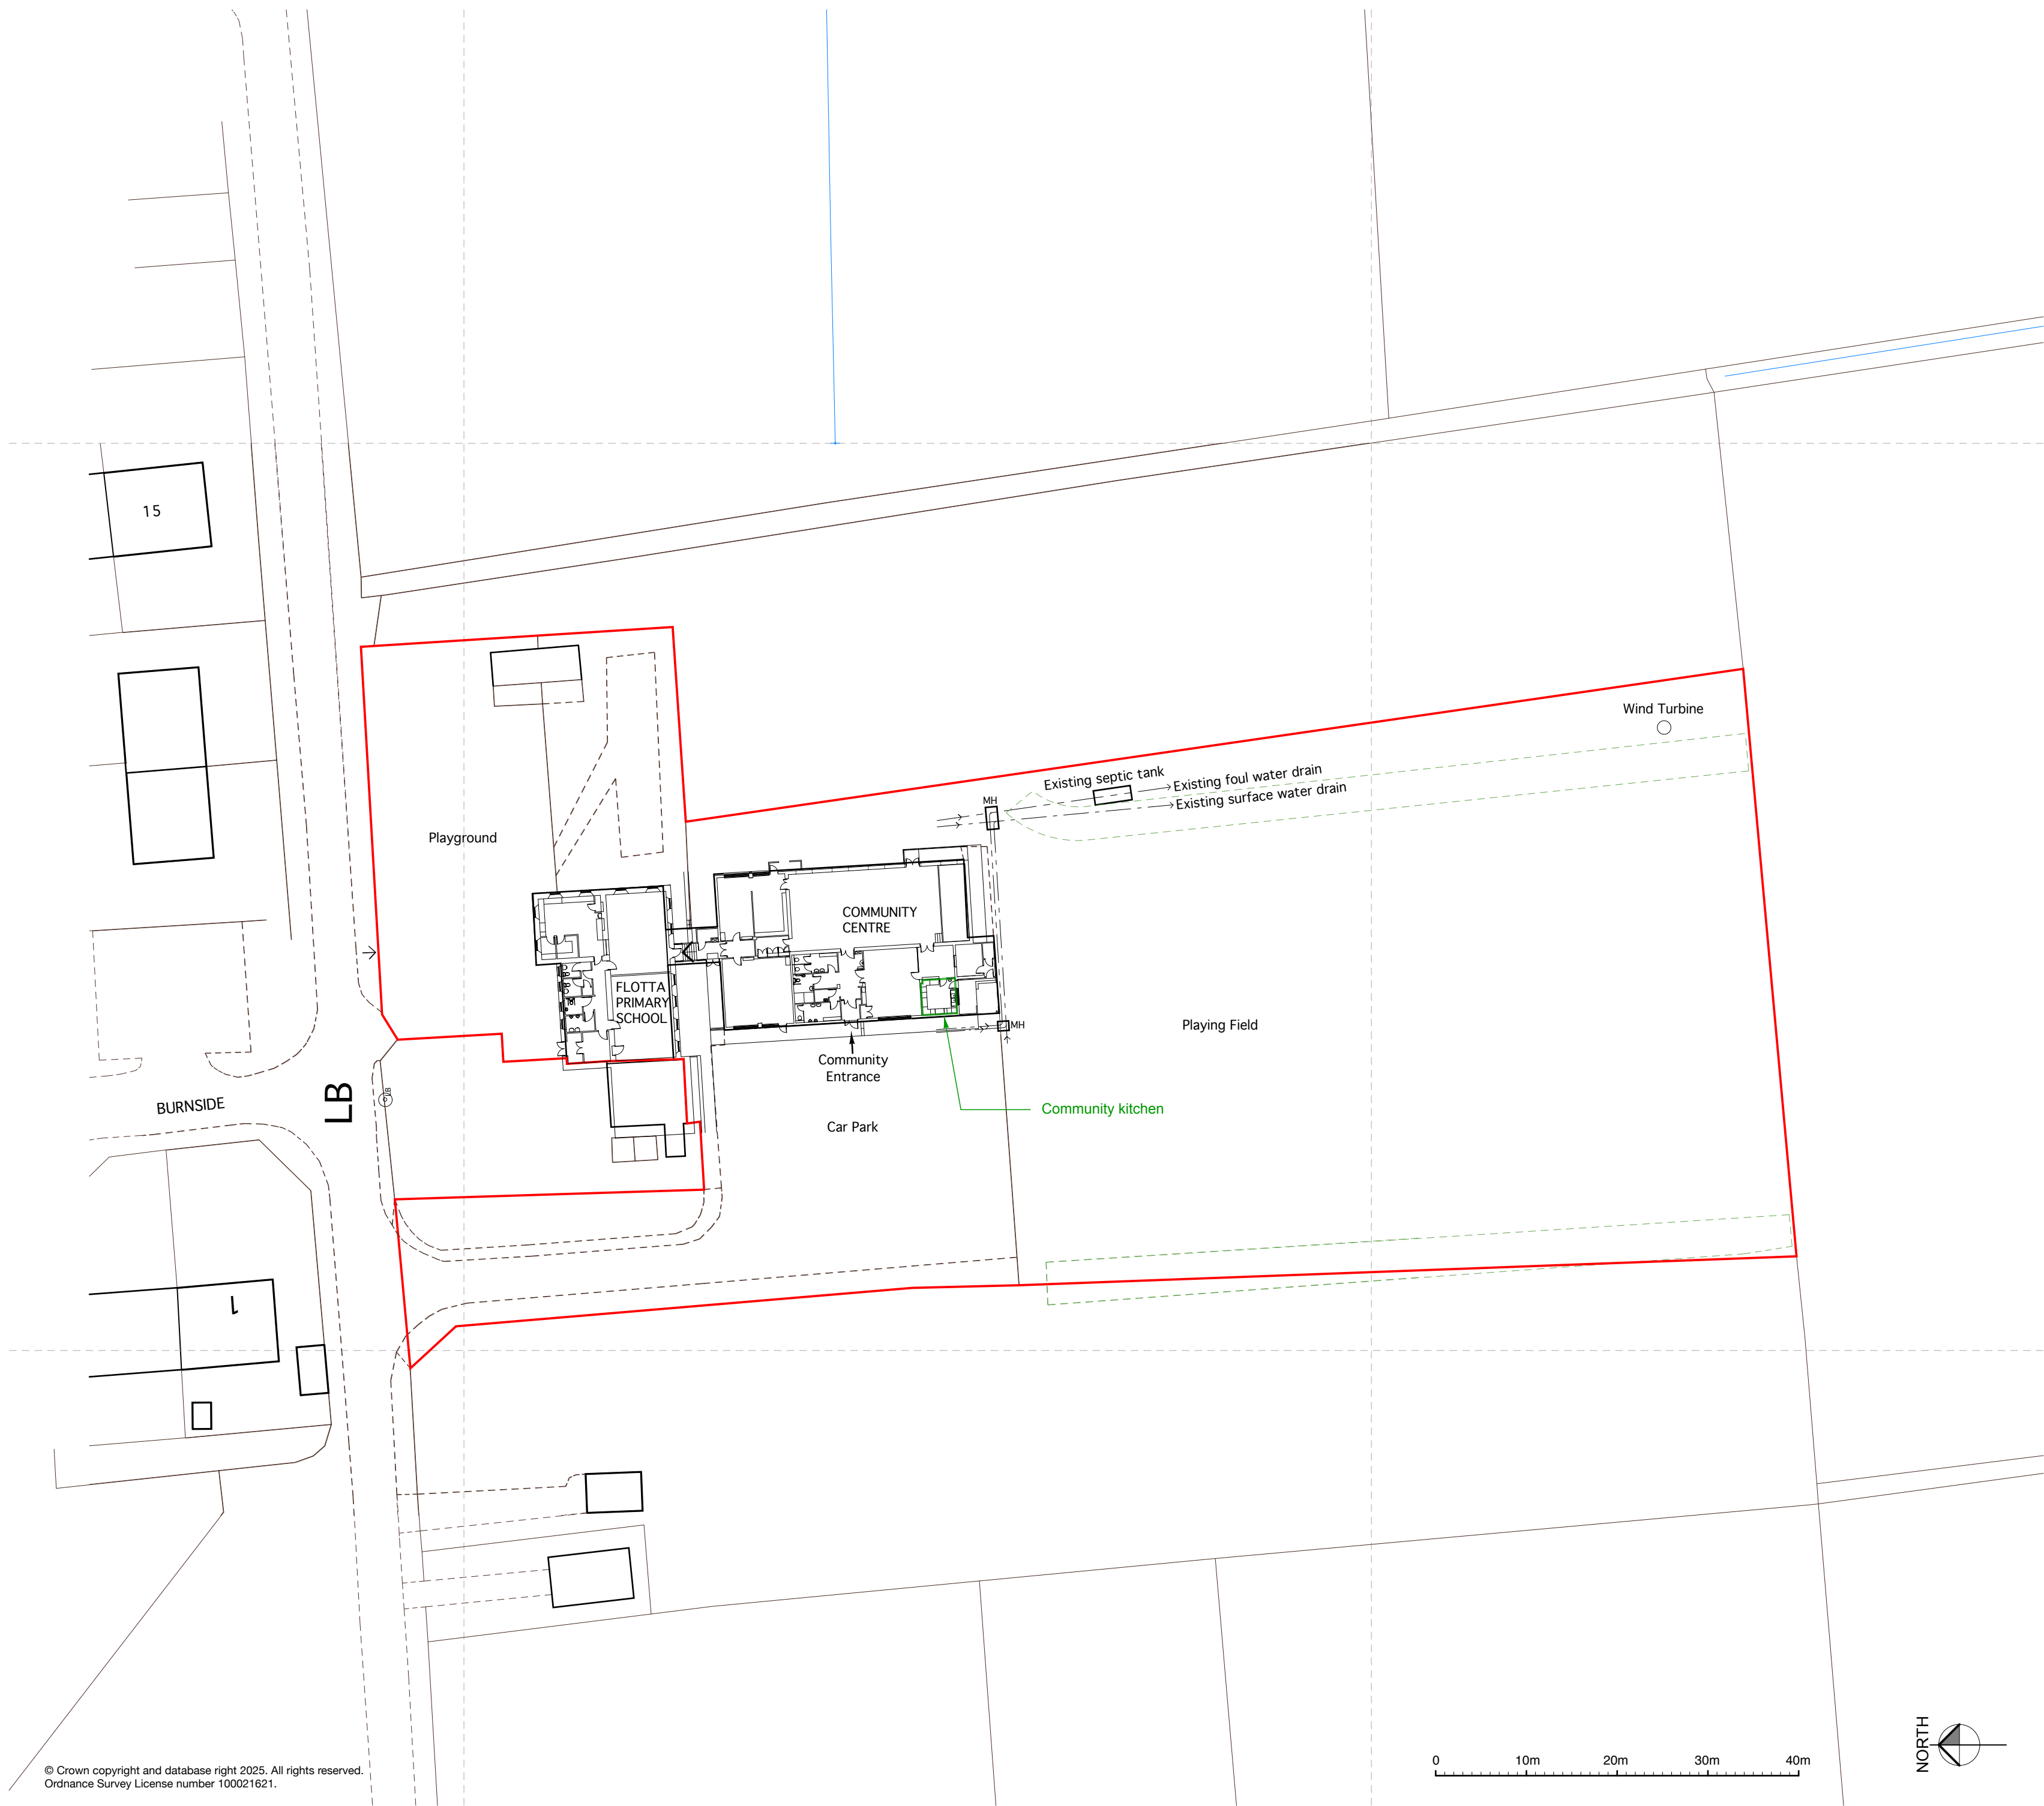 15
Wind Turbine
Existing septic tank
Existing foul water drain
MH
Existing surface water drain
Playground
COMMUNITY
CENTRE
FLOTTA
PRIMARY
SCHOOL
MH
Playing Field
Community
Entrance
LB
BURNSIDE
Community kitchen
Car Park
1
NORTH
0 10m 20m 30m 40m
© Crown copyright and database right 2025. All rights reserved.
Ordnance Survey License number 100021621.